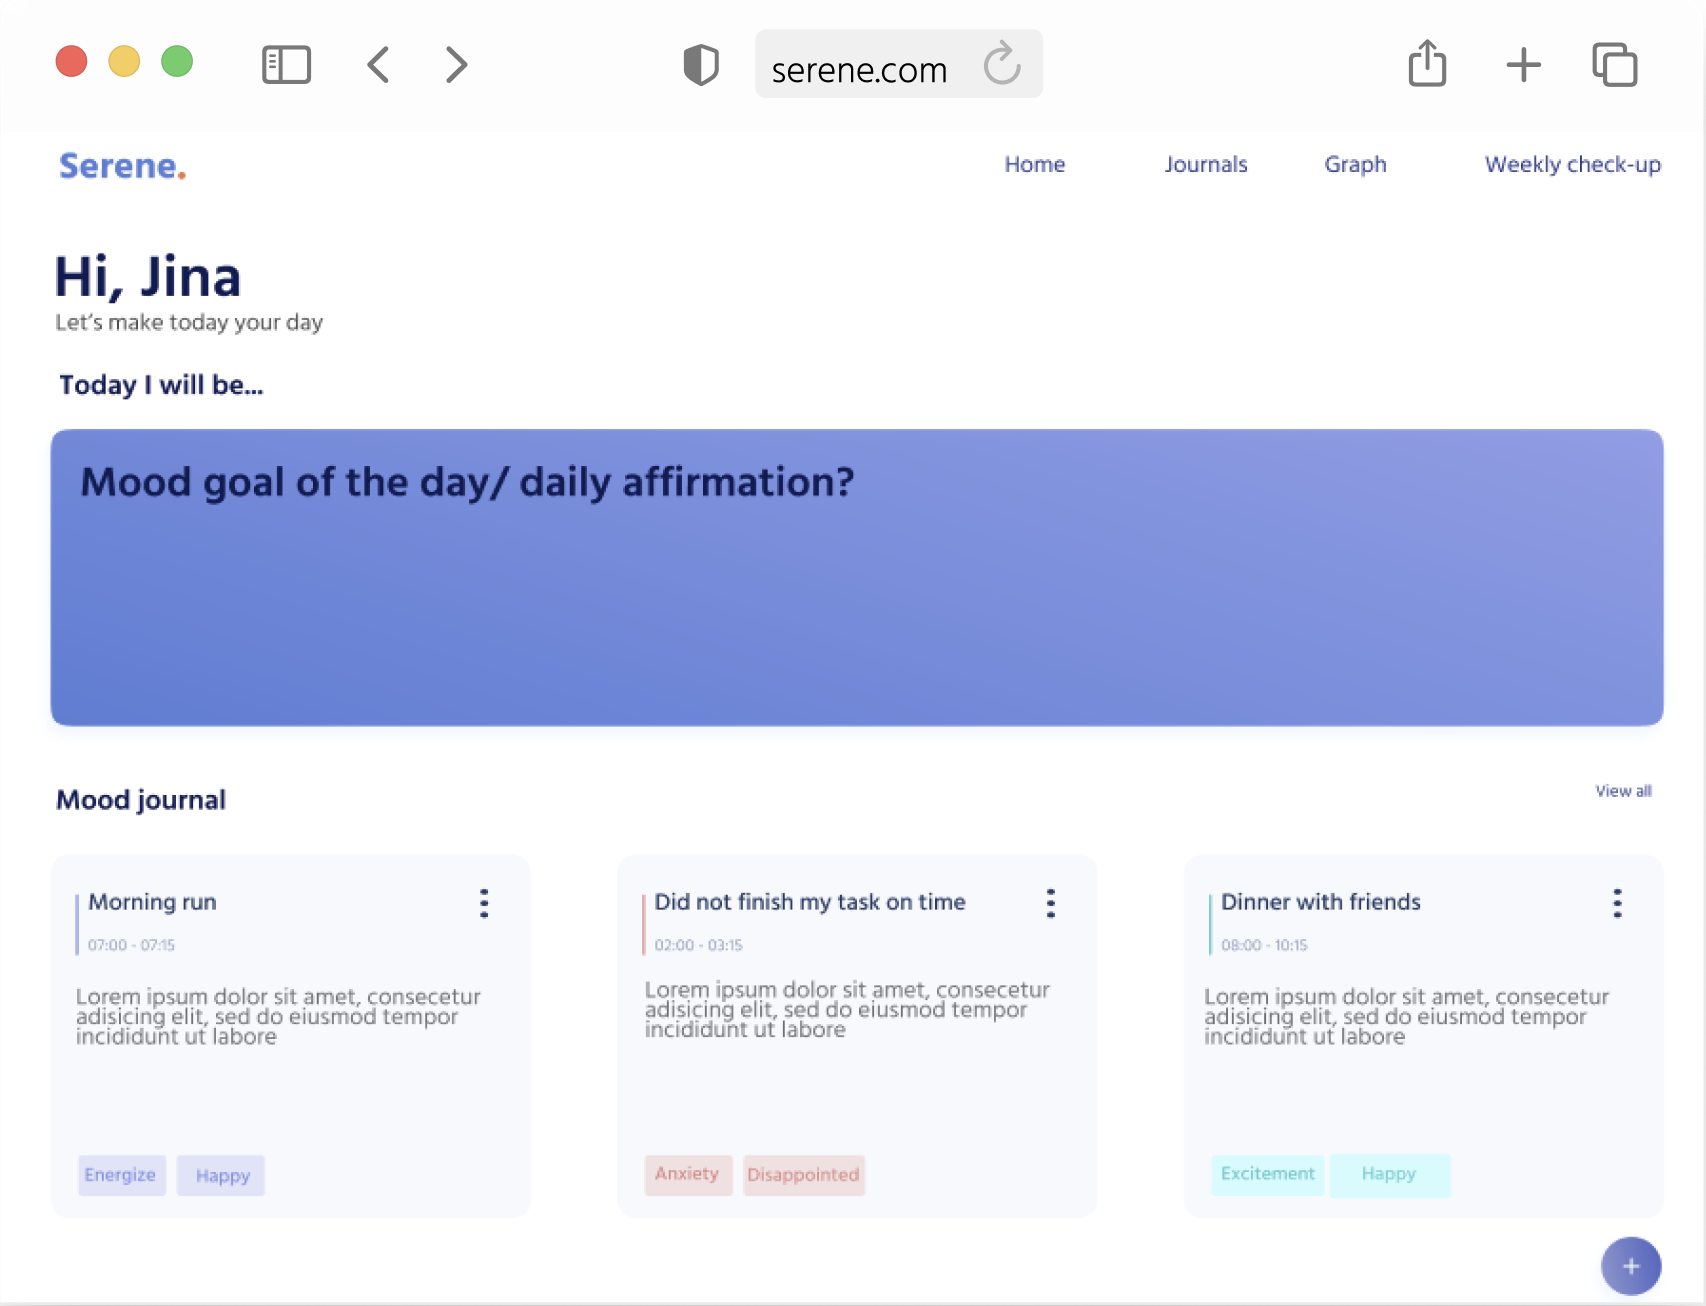 serene.com
Serene.
Home
Journals
Graph
Weekly check-up
Hi, Jina
Let's make today your day
Today I will be...
Mood goal of the day/ daily affirmation?
Mood journal
View all
Morning run
07:00 - 07:15
Lorem ipsum dolor sit amet, consecetur
adisicing elit, sed do eiusmod tempor
incididunt ut labore
Energize
Happy
Did not finish my task on time
02:00 - 03:15
Lorem ipsum dolor sit amet, consecetur
adisicing elit, sed do eiusmod tempor
incididunt ut labore
Anxiety
Disappointed
Dinner with friends
08:00 - 10:15
Lorem ipsum dolor sit amet, consecetur
adisicing elit, sed do eiusmod tempor
incididunt ut labore
Excitement
Happy